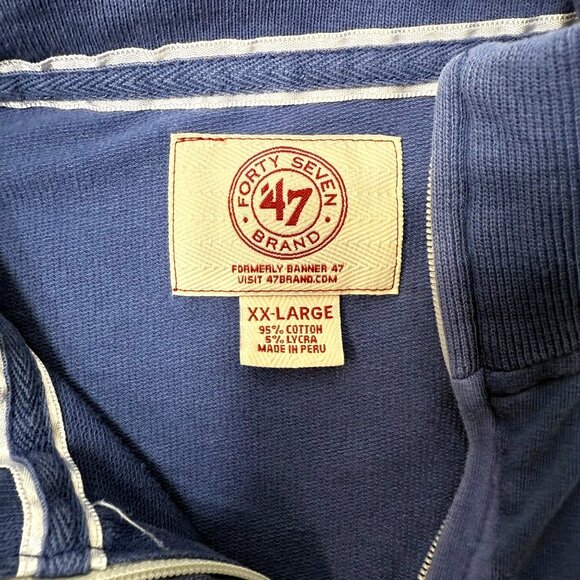 FORTY SEVEN
'47
BRAND
FORMERLY BANNER 47
VISIT 47BRAND.COM
XX-LARGE
95% COTTON
5% LYCRA
MADE IN PERU